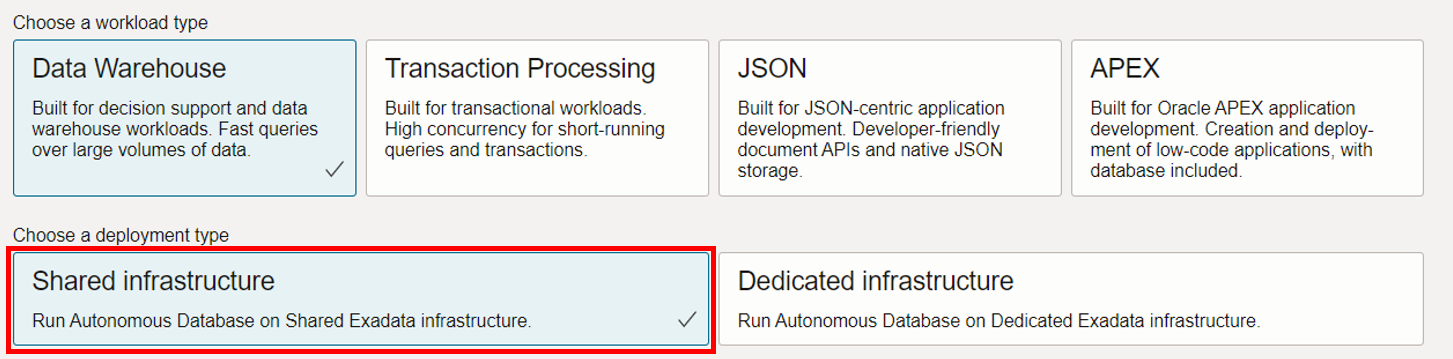 Choose a workload type
Data Warehouse
Built for decision support and data
warehouse workloads. Fast queries
over large volumes of data.
Transaction Processing
Built for transactional workloads.
High concurrency for short-running
queries and transactions.
JSON
Built for JSON-centric application
development. Developer-friendly
document APIs and native JSON
storage.
APEX
Built for Oracle APEX application
development. Creation and deploy-
ment of low-code applications, with
database included.
Choose a deployment type
Shared infrastructure
Run Autonomous Database on Shared Exadata infrastructure.
Dedicated infrastructure
Run Autonomous Database on Dedicated Exadata infrastructure.